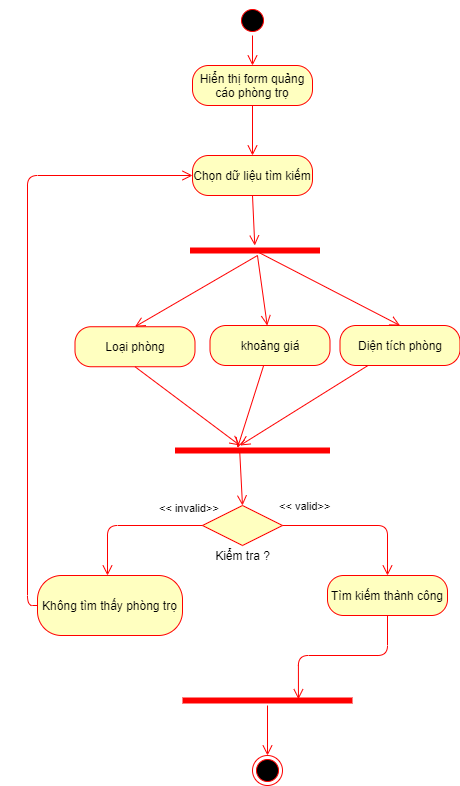 Hiển thị form quảng
cáo phòng trọ
Chọn dữ liệu tìm kiếm
Loại phòng
khoảng giá
Diện tích phòng
<< invalid>>
<< valid>>
Kiểm tra ?
Không tìm thấy phòng trọ
Tìm kiếm thành công